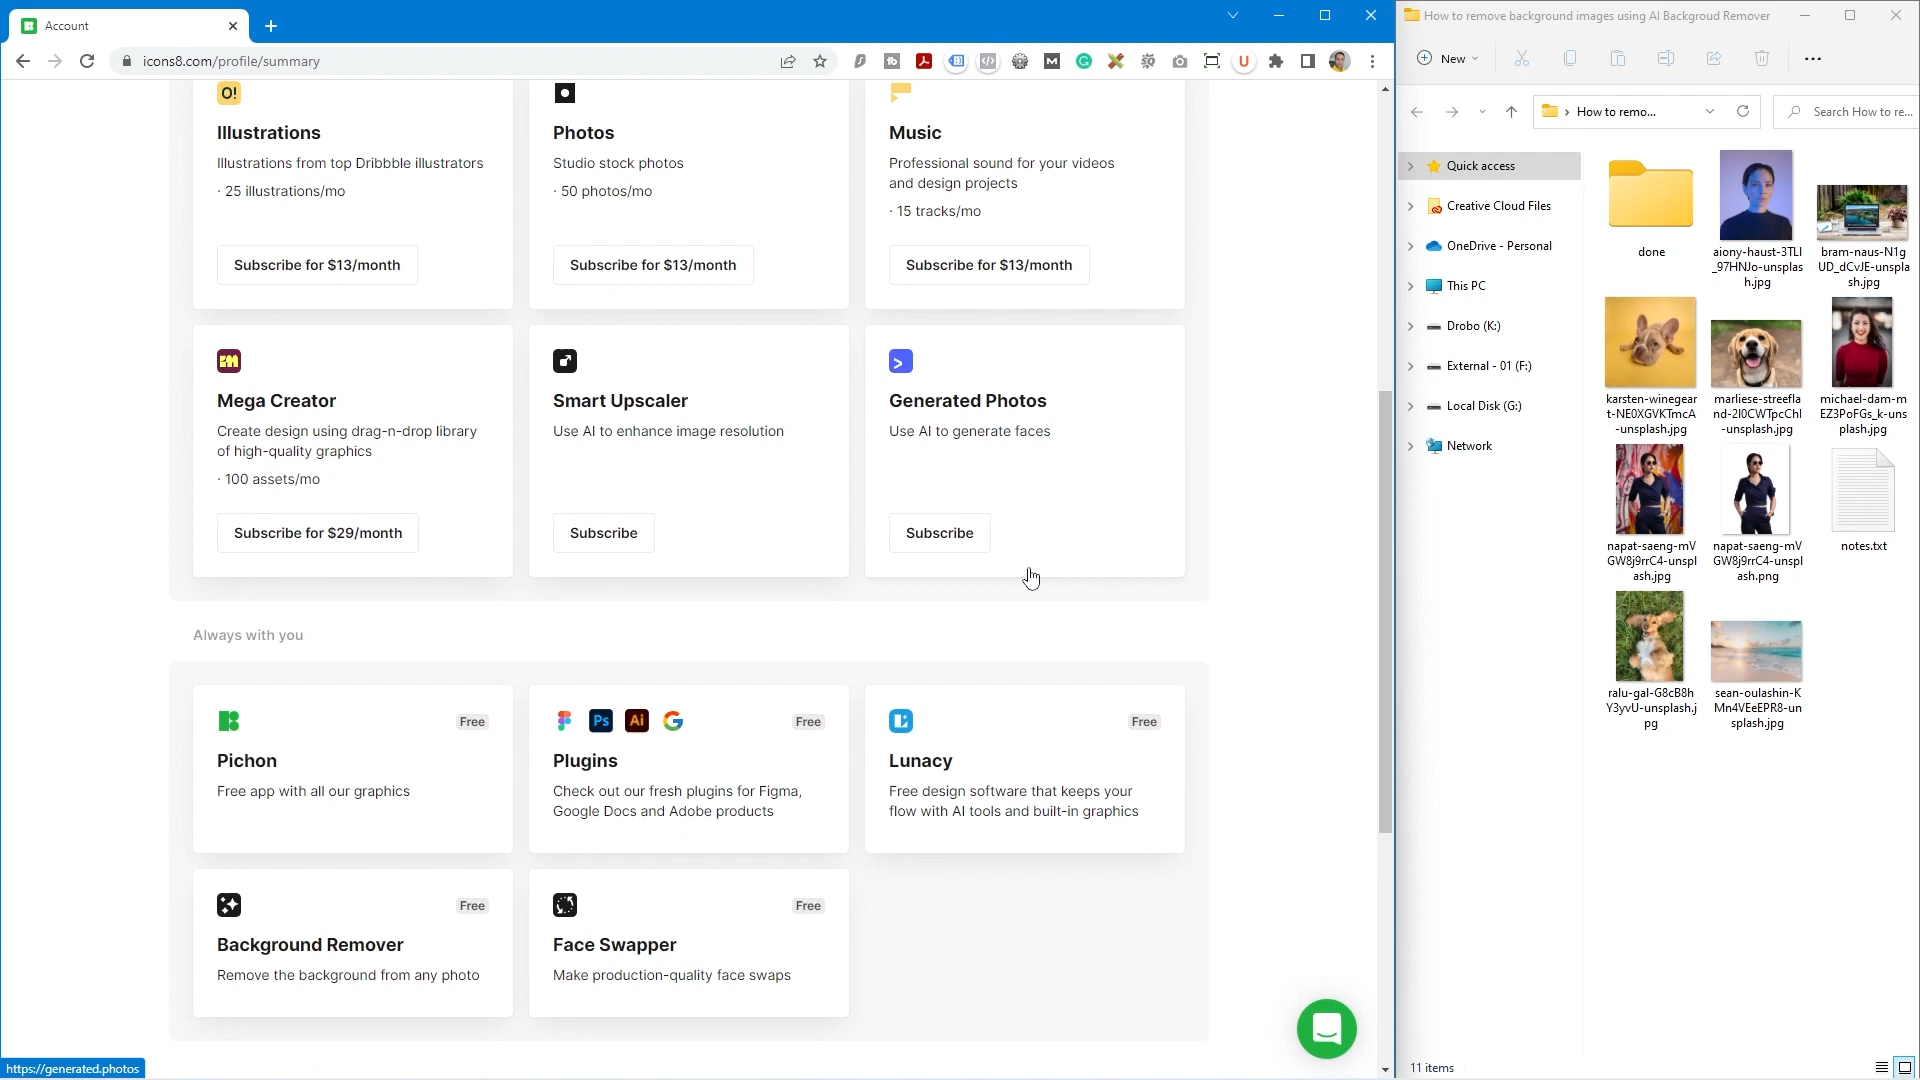 Account
icons8.com/profile/summary
O!
Illustrations
Illustrations from top Dribbble illustrators
· 25 illustrations/mo
Subscribe for $13/month
Photos
Studio stock photos
· 50 photos/mo
Subscribe for $13/month
Music
Professional sound for your videos
and design projects
· 15 tracks/mo
Subscribe for $13/month
Mega Creator
Create design using drag-n-drop library
of high-quality graphics
· 100 assets/mo
Subscribe for $29/month
Smart Upscaler
Use AI to enhance image resolution
Subscribe
Generated Photos
Use AI to generate faces
Subscribe
Always with you
Free
Pichon
Free app with all our graphics
Ps Ai
Free
Plugins
Check out our fresh plugins for Figma,
Google Docs and Adobe products
Free
Lunacy
Free design software that keeps your
flow with AI tools and built-in graphics
Free
Background Remover
Remove the background from any photo
Free
Face Swapper
Make production-quality face swaps
https://generated.photos
How to remove background images using AI Backgroud Remover
New
How to remo...
Search How to re...
Quick access
Creative Cloud Files
OneDrive - Personal
This PC
Drobo (K:)
External - 01 (F:)
Local Disk (G:)
Network
done
aiony-haust-3TLl
_97HNJo-unsplas
h.jpg
bram-naus-N1g
UD_dCvJE-unspla
sh.jpg
karsten-winegear
t-NE0XGVKTmcA
-unsplash.jpg
marliese-streefla
nd-2l0CWTpcChI
-unsplash.jpg
michael-dam-m
EZ3PoFGs_k-uns
plash.jpg
napat-saeng-mV
GW8j9rrC4-unspl
ash.jpg
napat-saeng-mV
GW8j9rrC4-unspl
ash.png
notes.txt
ralu-gal-G8cB8h
Y3yvU-unsplash.j
pg
sean-oulashin-K
Mn4VEeEPR8-un
splash.jpg
11 items